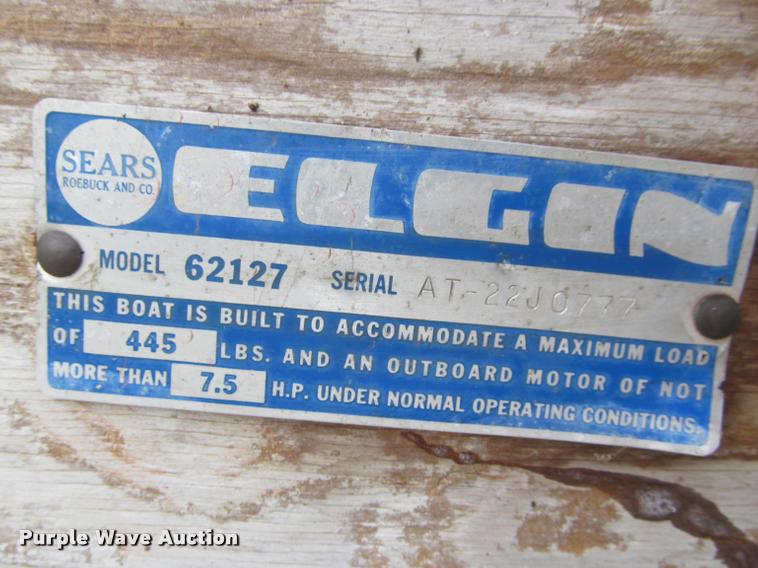 SEARS
ROEBUCK AND CO.
ELGIN
MODEL 62127 SERIAL AT-22J0777
THIS BOAT IS BUILT TO ACCOMMODATE A MAXIMUM LOAD
OF 445 LBS. AND AN OUTBOARD MOTOR OF NOT
MORE THAN 7.5 H.P. UNDER NORMAL OPERATING CONDITIONS.
Purple Wave Auction